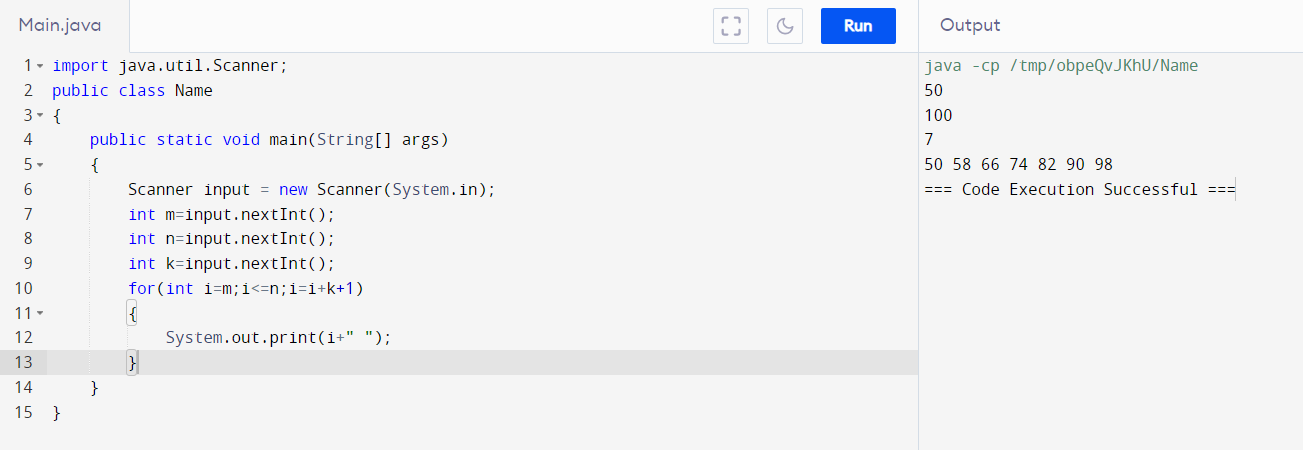 Main.java
Run
Output
1 import java.util.Scanner;
2 public class Name
3 {
4     public static void main(String[] args)
5     {
6         Scanner input = new Scanner(System.in);
7         int m=input.nextInt();
8         int n=input.nextInt();
9         int k=input.nextInt();
10         for(int i=m;i<=n;i=i+k+1)
11         {
12             System.out.print(i+" ");
13         }
14     }
15 }
java -cp /tmp/obpeQvJKhU/Name
50
100
7
50 58 66 74 82 90 98
=== Code Execution Successful ===